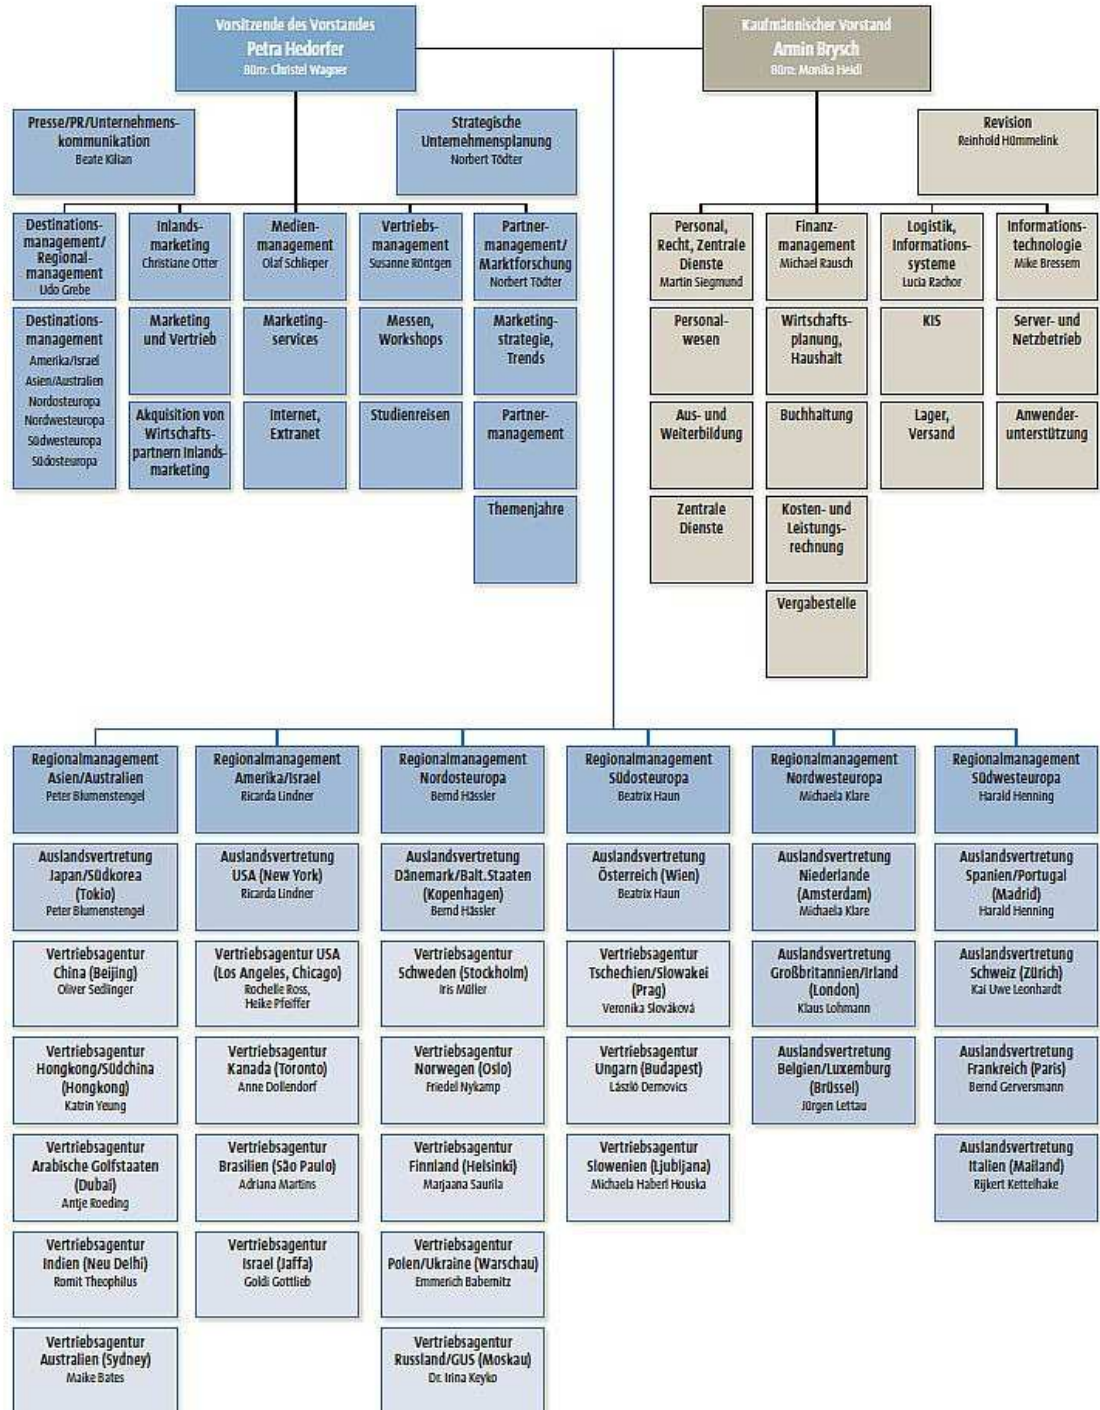 Vorsitzende des Vorstandes
Petra Hedorfer
Büro: Christel Wagner
Kaufmännischer Vorstand
Armin Brysch
Büro: Monika Heidl
Presse/PR/Unternehmens-
kommunikation
Beate Kilian
Strategische
Unternehmensplanung
Norbert Tödter
Revision
Reinhold Hümmelink
Destinations-
management/
Regional-
management
Udo Grebe
Inlands-
marketing
Christiane Otter
Medien-
management
Olaf Schlieper
Vertriebs-
management
Susanne Röntgen
Partner-
management/
Marktforschung
Norbert Tödter
Personal,
Recht, Zentrale
Dienste
Martin Siegmund
Finanz-
management
Michael Rausch
Logistik,
Informations-
systeme
Lucia Rachor
Informations-
technologie
Mike Bressem
Destinations-
management
Amerika/Israel
Asien/Australien
Nordosteuropa
Nordwesteuropa
Südwesteuropa
Südosteuropa
Marketing
und Vertrieb
Marketing-
services
Messen,
Workshops
Marketing-
strategie,
Trends
Personal-
wesen
Wirtschafts-
planung,
Haushalt
KIS
Server- und
Netzbetrieb
Akquisition von
Wirtschafts-
partnern Inlands-
marketing
Internet,
Extranet
Studienreisen
Partner-
management
Aus- und
Weiterbildung
Buchhaltung
Lager,
Versand
Anwender-
unterstützung
Themenjahre
Zentrale
Dienste
Kosten- und
Leistungs-
rechnung
Vergabestelle
Regionalmanagement
Asien/Australien
Peter Blumenstengel
Regionalmanagement
Amerika/Israel
Ricarda Lindner
Regionalmanagement
Nordosteuropa
Bernd Hässler
Regionalmanagement
Südosteuropa
Beatrix Haun
Regionalmanagement
Nordwesteuropa
Michaela Klare
Regionalmanagement
Südwesteuropa
Harald Henning
Auslandsvertretung
Japan/Südkorea
(Tokio)
Peter Blumenstengel
Auslandsvertretung
USA (New York)
Ricarda Lindner
Auslandsvertretung
Dänemark/Balt.Staaten
(Kopenhagen)
Bernd Hässler
Auslandsvertretung
Österreich (Wien)
Beatrix Haun
Auslandsvertretung
Niederlande
(Amsterdam)
Michaela Klare
Auslandsvertretung
Spanien/Portugal
(Madrid)
Harald Henning
Vertriebsagentur
China (Beijing)
Oliver Sedlinger
Vertriebsagentur USA
(Los Angeles, Chicago)
Rochelle Ross,
Heike Pfeiffer
Vertriebsagentur
Schweden (Stockholm)
Iris Müller
Vertriebsagentur
Tschechien/Slowakei
(Prag)
Veronika Slováková
Auslandsvertretung
Großbritannien/Irland
(London)
Klaus Lohmann
Auslandsvertretung
Schweiz (Zürich)
Kai Uwe Leonhardt
Vertriebsagentur
Hongkong/Südchina
(Hongkong)
Katrin Yeung
Vertriebsagentur
Kanada (Toronto)
Anne Dollendorf
Vertriebsagentur
Norwegen (Oslo)
Friedel Nykamp
Vertriebsagentur
Ungarn (Budapest)
László Demovics
Auslandsvertretung
Belgien/Luxemburg
(Brüssel)
Jürgen Lettau
Auslandsvertretung
Frankreich (Paris)
Bernd Gerversmann
Vertriebsagentur
Arabische Golfstaaten
(Dubai)
Antje Roeding
Vertriebsagentur
Brasilien (São Paulo)
Adriana Martins
Vertriebsagentur
Finnland (Helsinki)
Marjaana Saurila
Vertriebsagentur
Slowenien (Ljubljana)
Michaela Haberl Houska
Auslandsvertretung
Italien (Mailand)
Rijkert Kettelhake
Vertriebsagentur
Indien (Neu Delhi)
Romit Theophilus
Vertriebsagentur
Israel (Jaffa)
Goldi Gottlieb
Vertriebsagentur
Polen/Ukraine (Warschau)
Emmerich Babernitz
Vertriebsagentur
Australien (Sydney)
Maike Bates
Vertriebsagentur
Russland/GUS (Moskau)
Dr. Irina Keyko